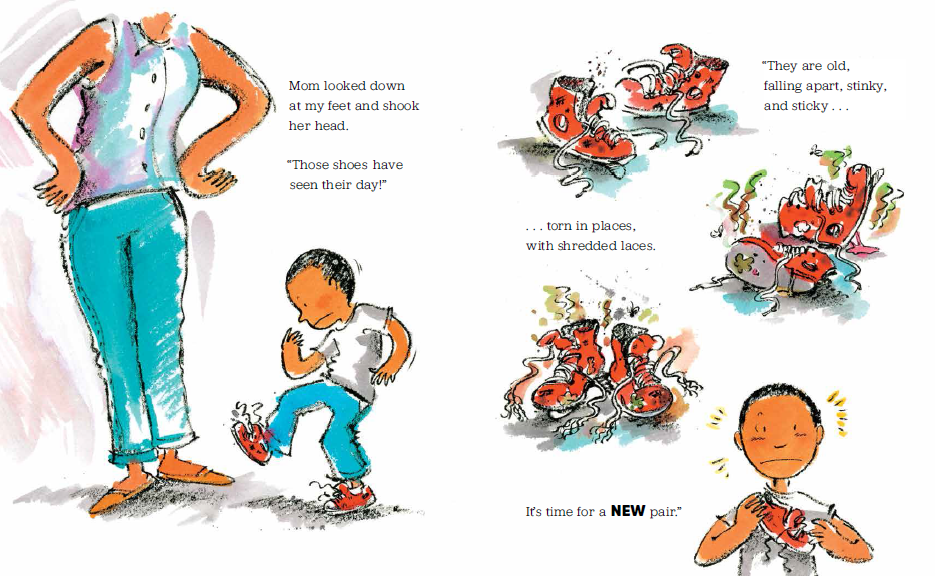 Mom looked down
at my feet and shook
her head.
“Those shoes have
seen their day!”
“They are old,
falling apart, stinky,
and sticky . . .
. . . torn in places,
with shredded laces.
It’s time for a NEW pair.”